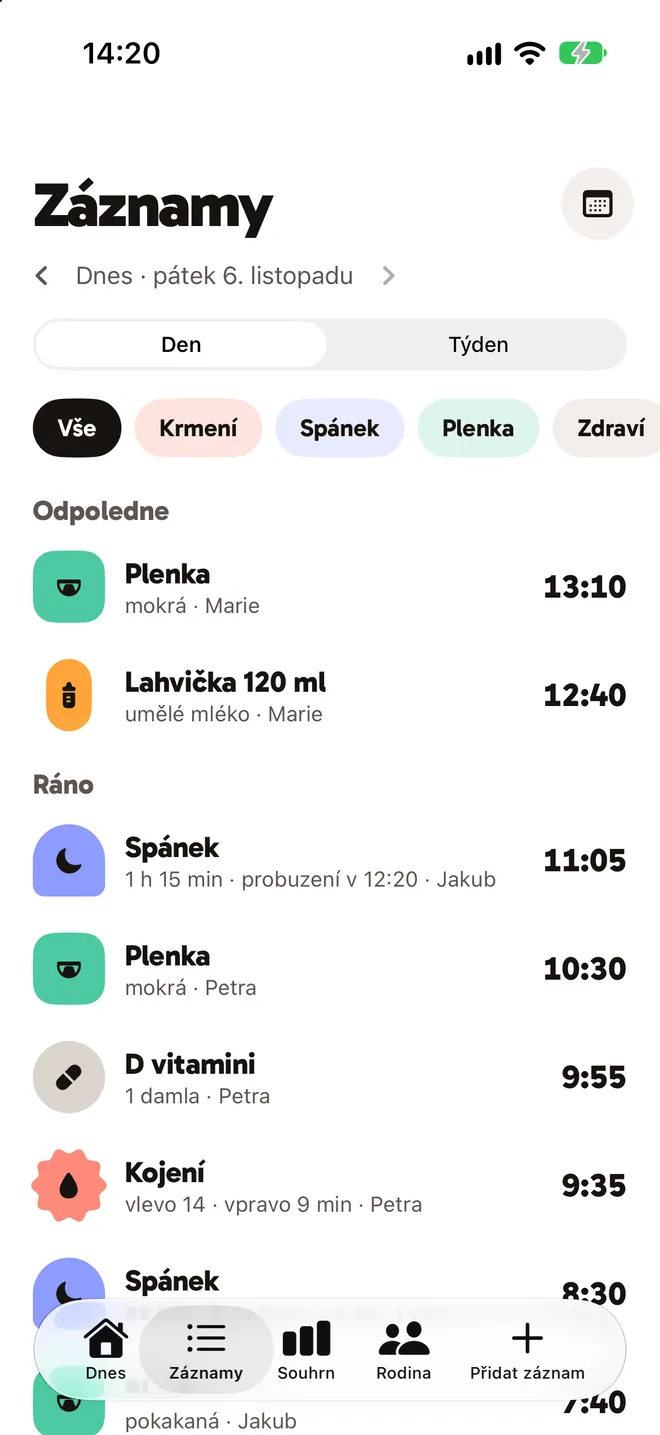 14:20
Záznamy
Dnes · pátek 6. listopadu
Den
Týden
Vše
Krmení
Spánek
Plenka
Zdraví
Odpoledne
Plenka
13:10
mokrá · Marie
Lahvička 120 ml
12:40
umělé mléko · Marie
Ráno
Spánek
11:05
1 h 15 min · probuzení v 12:20 · Jakub
Plenka
10:30
mokrá · Petra
D vitamini
9:55
1 damla · Petra
Kojení
9:35
vlevo 14 · vpravo 9 min · Petra
Spánek
8:30
Dnes
Záznamy
Souhrn
Rodina
Přidat záznam
7:40
pokakaná · Jakub